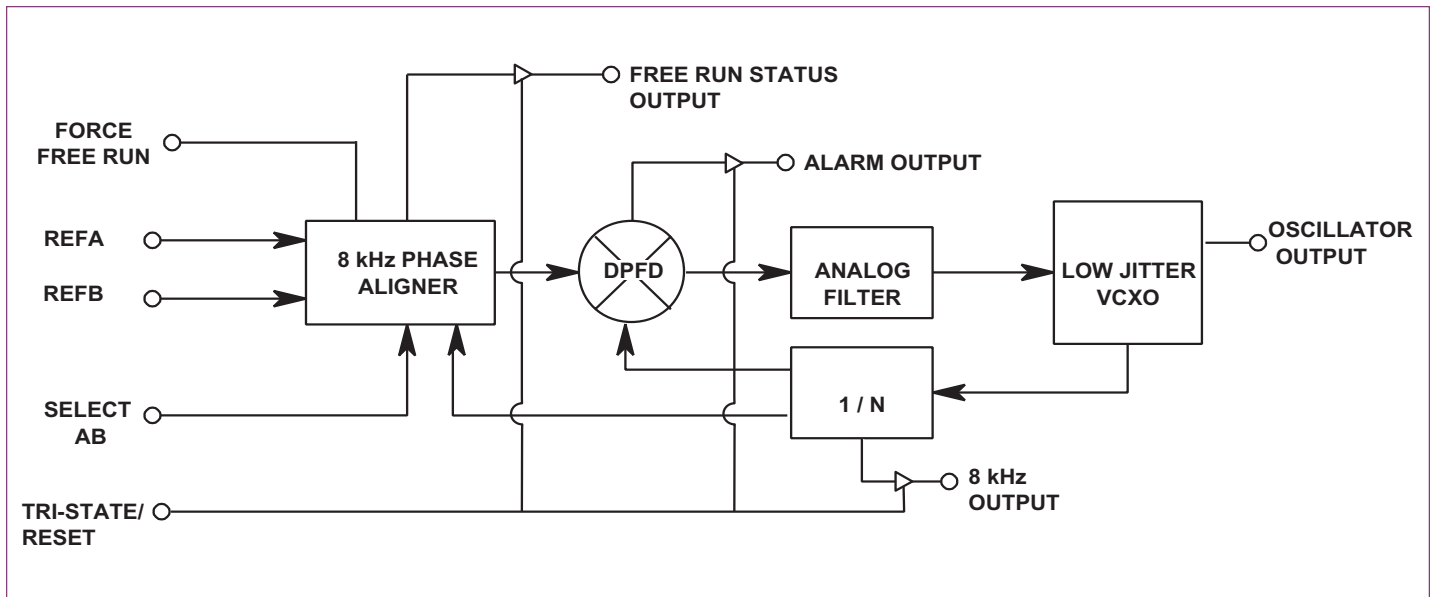 FREE RUN STATUS
OUTPUT
FORCE
FREE RUN
ALARM OUTPUT
REFA
REFB
8 kHz PHASE
ALIGNER
DPFD
ANALOG
FILTER
LOW JITTER
VCXO
OSCILLATOR
OUTPUT
SELECT
AB
1 / N
8 kHz
OUTPUT
TRI-STATE/
RESET